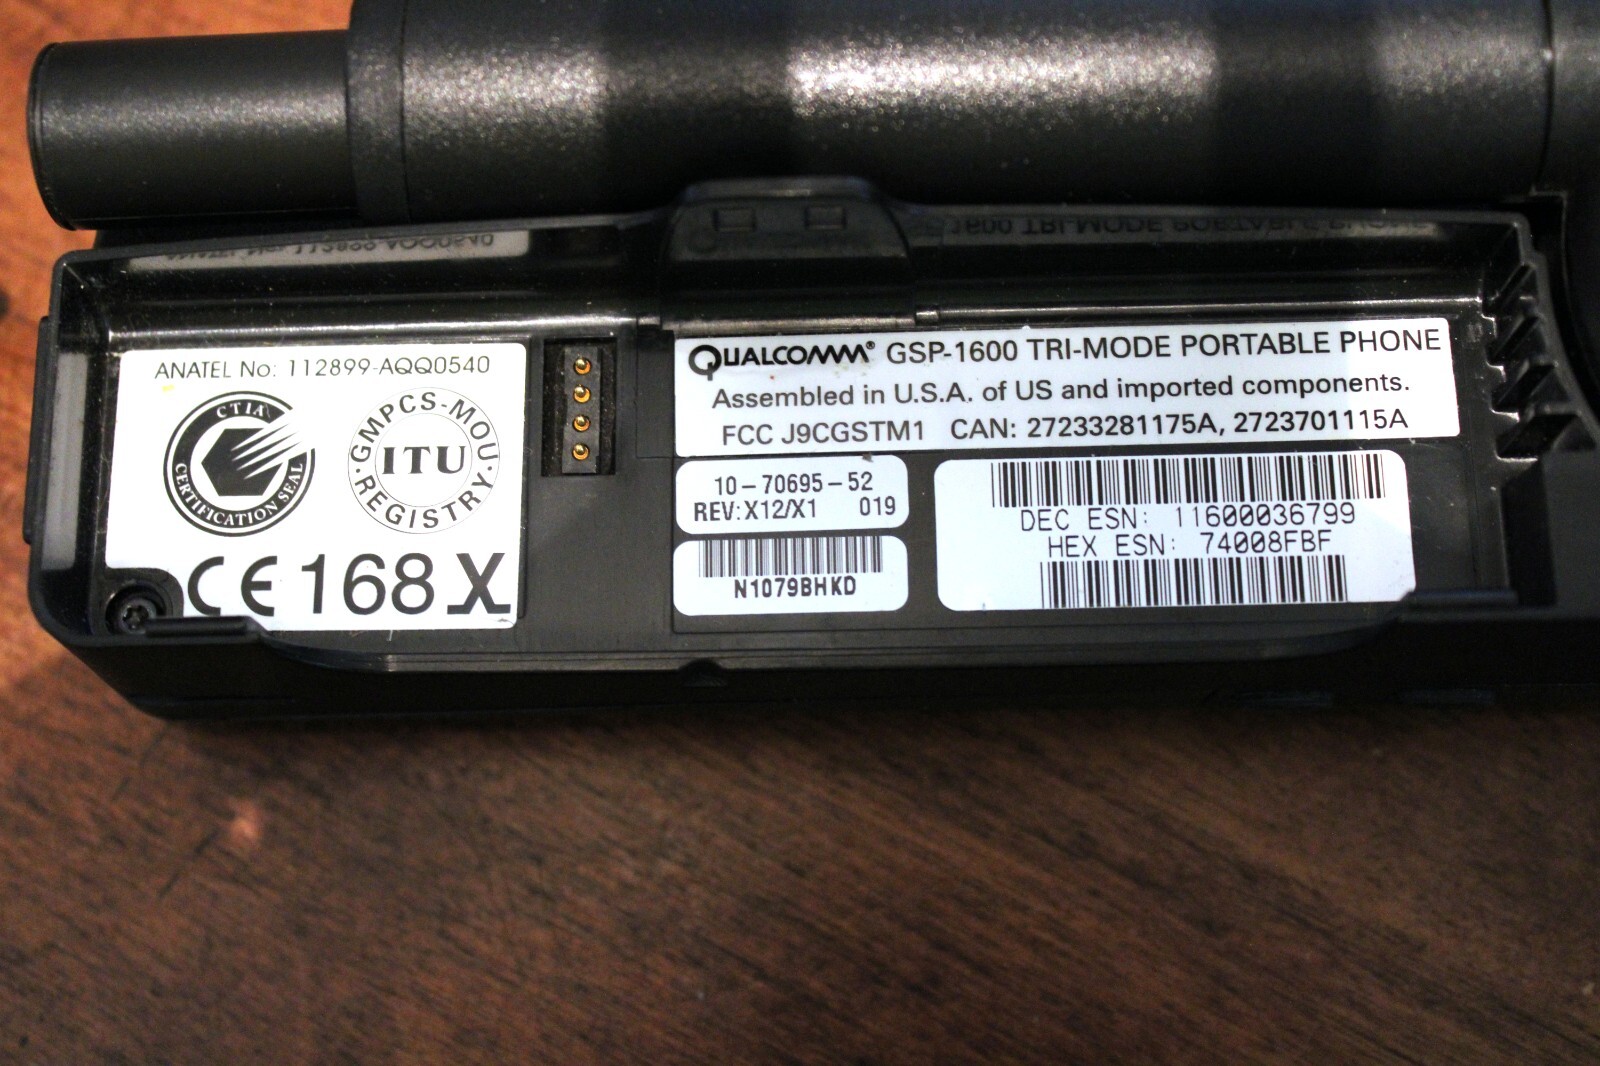 ANATEL No: 112899-AQQ0540
CTIA
CERTIFICATION SEAL
GMPCS-MOU
ITU
REGISTRY
CE 168 X
QUALCOMM® GSP-1600 TRI-MODE PORTABLE PHONE
Assembled in U.S.A. of US and imported components.
FCC J9CGSTM1 CAN: 27233281175A, 2723701115A
10-70695-52
REV:X12/X1 019
N1079BHKD
DEC ESN: 11600036799
HEX ESN: 74008FBF